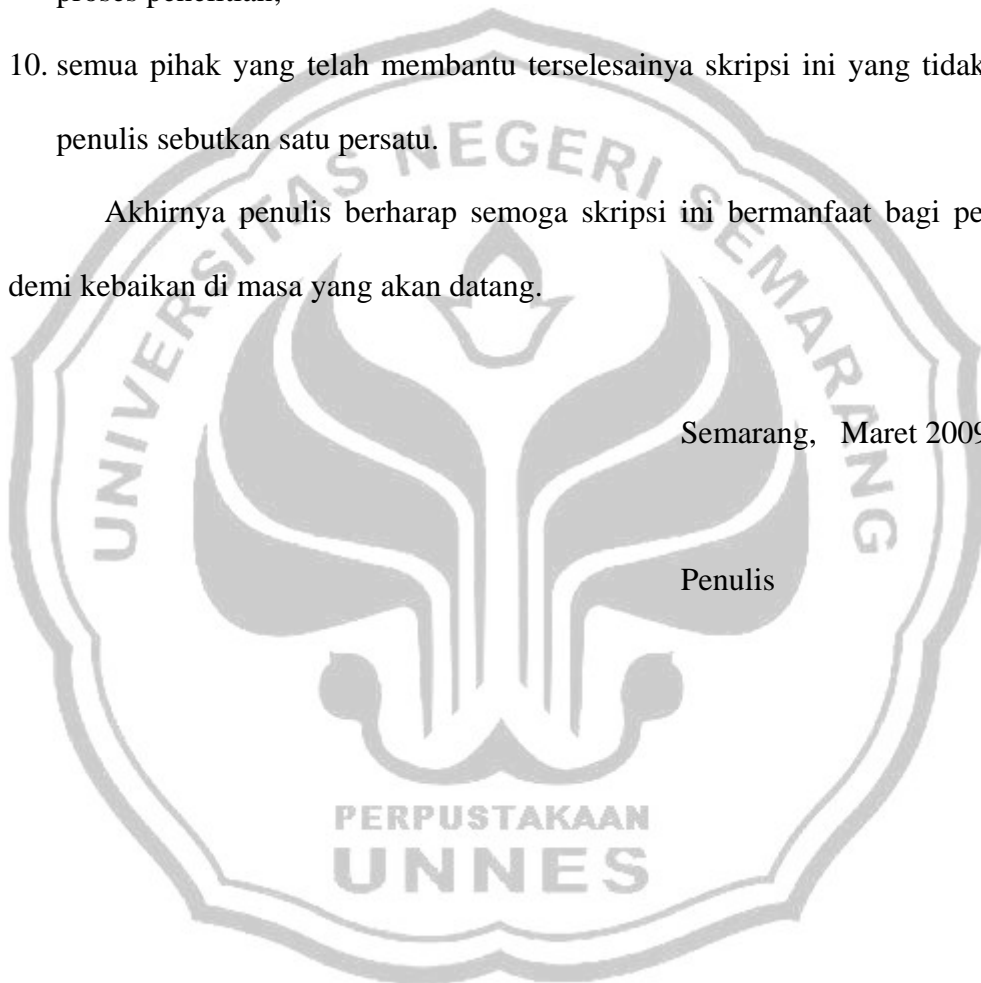 proses penelitian;
10. semua pihak yang telah membantu terselesainya skripsi ini yang tidak
penulis sebutkan satu persatu.
Akhirnya penulis berharap semoga skripsi ini bermanfaat bagi pe
demi kebaikan di masa yang akan datang.
Semarang, Maret 2009
Penulis
UNIVERSITAS NEGERI SEMARANG
PERPUSTAKAAN
UNNES